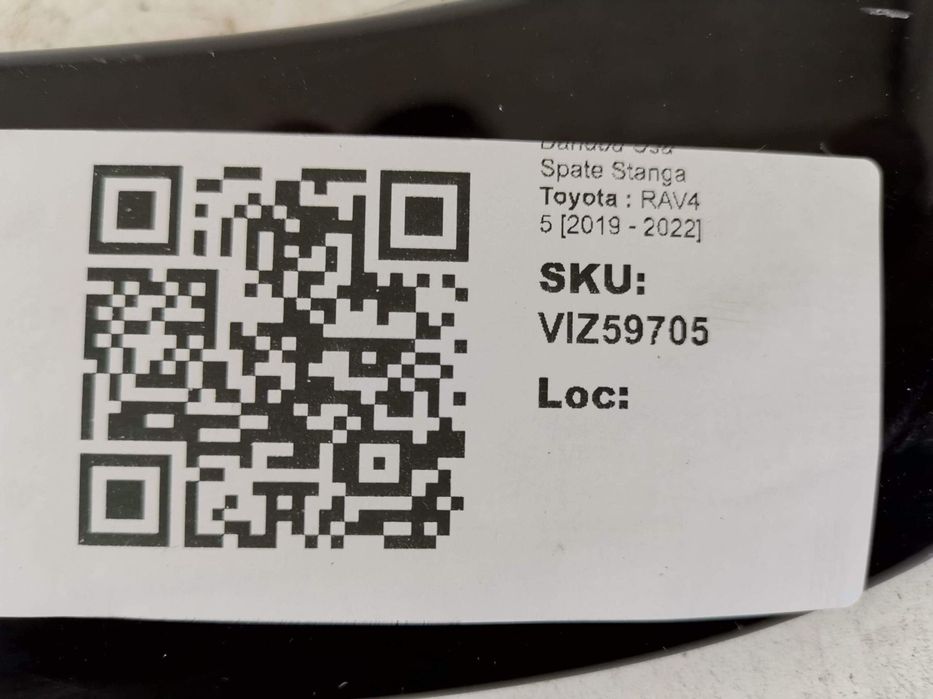 Spate Stanga
Toyota : RAV4
5 [2019 - 2022]
SKU:
VIZ59705
Loc: